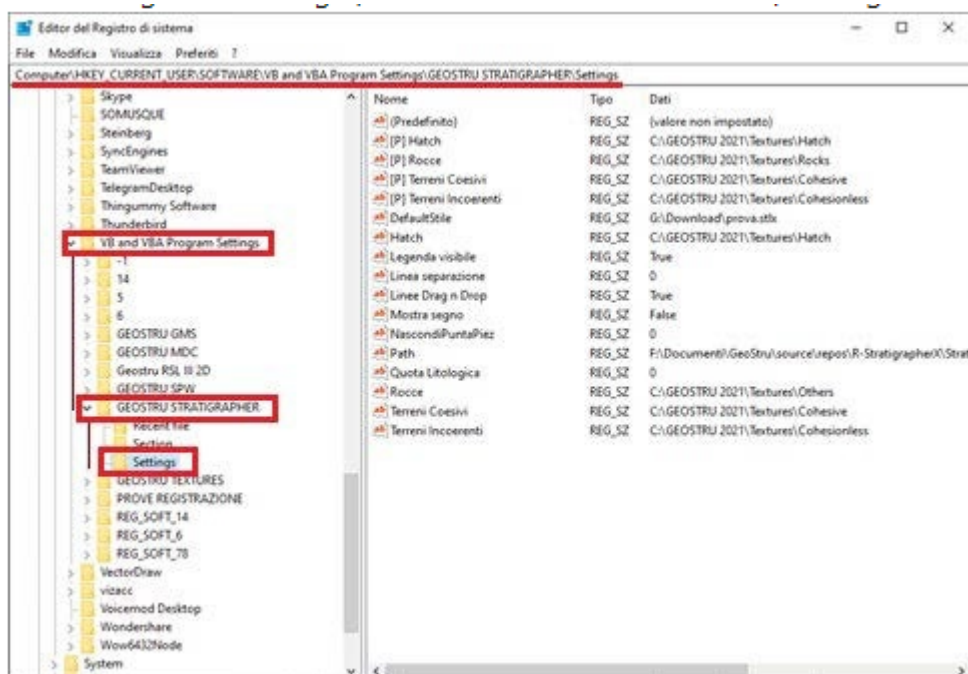 Editor del Registro di sistema
File Modifica Visualizza Preferiti ?
Computer\HKEY_CURRENT_USER\SOFTWARE\VB and VBA Program Settings\GEOSTRU STRATIGRAPHER\Settings
Skype
SOMUSQUE
Steinberg
SyncEngines
TeamViewer
TelegramDesktop
Thingummy Software
Thunderbird
VB and VBA Program Settings
-1
14
5
6
GEOSTRU GMS
GEOSTRU MDC
Geostru RSL III 2D
GEOSTRU SPW
GEOSTRU STRATIGRAPHER
Recent file
Section
Settings
GEOSTRU TEXTURES
PROVE REGISTRAZIONE
REG_SOFT_14
REG_SOFT_6
REG_SOFT_78
VectorDraw
vizacc
Voicemod Desktop
Wondershare
Wow6432Node
System
Nome Tipo Dati
(Predefinito) REG_SZ (valore non impostato)
[P] Hatch REG_SZ C:\GEOSTRU 2021\Textures\Hatch
[P] Rocce REG_SZ C:\GEOSTRU 2021\Textures\Rocks
[P] Terreni Coesivi REG_SZ C:\GEOSTRU 2021\Textures\Cohesive
[P] Terreni Incoerenti REG_SZ C:\GEOSTRU 2021\Textures\Cohesionless
DefaultStile REG_SZ G:\Download\prova.stlx
Hatch REG_SZ C:\GEOSTRU 2021\Textures\Hatch
Legenda visibile REG_SZ True
Linea separazione REG_SZ 0
Linee Drag n Drop REG_SZ True
Mostra segno REG_SZ False
NascondiPuntaPiez REG_SZ 0
Path REG_SZ F:\Documenti\GeoStru\source\repos\R-StratigrapherX\Strat
Quota Litologica REG_SZ 0
Rocce REG_SZ C:\GEOSTRU 2021\Textures\Others
Terreni Coesivi REG_SZ C:\GEOSTRU 2021\Textures\Cohesive
Terreni Incoerenti REG_SZ C:\GEOSTRU 2021\Textures\Cohesionless